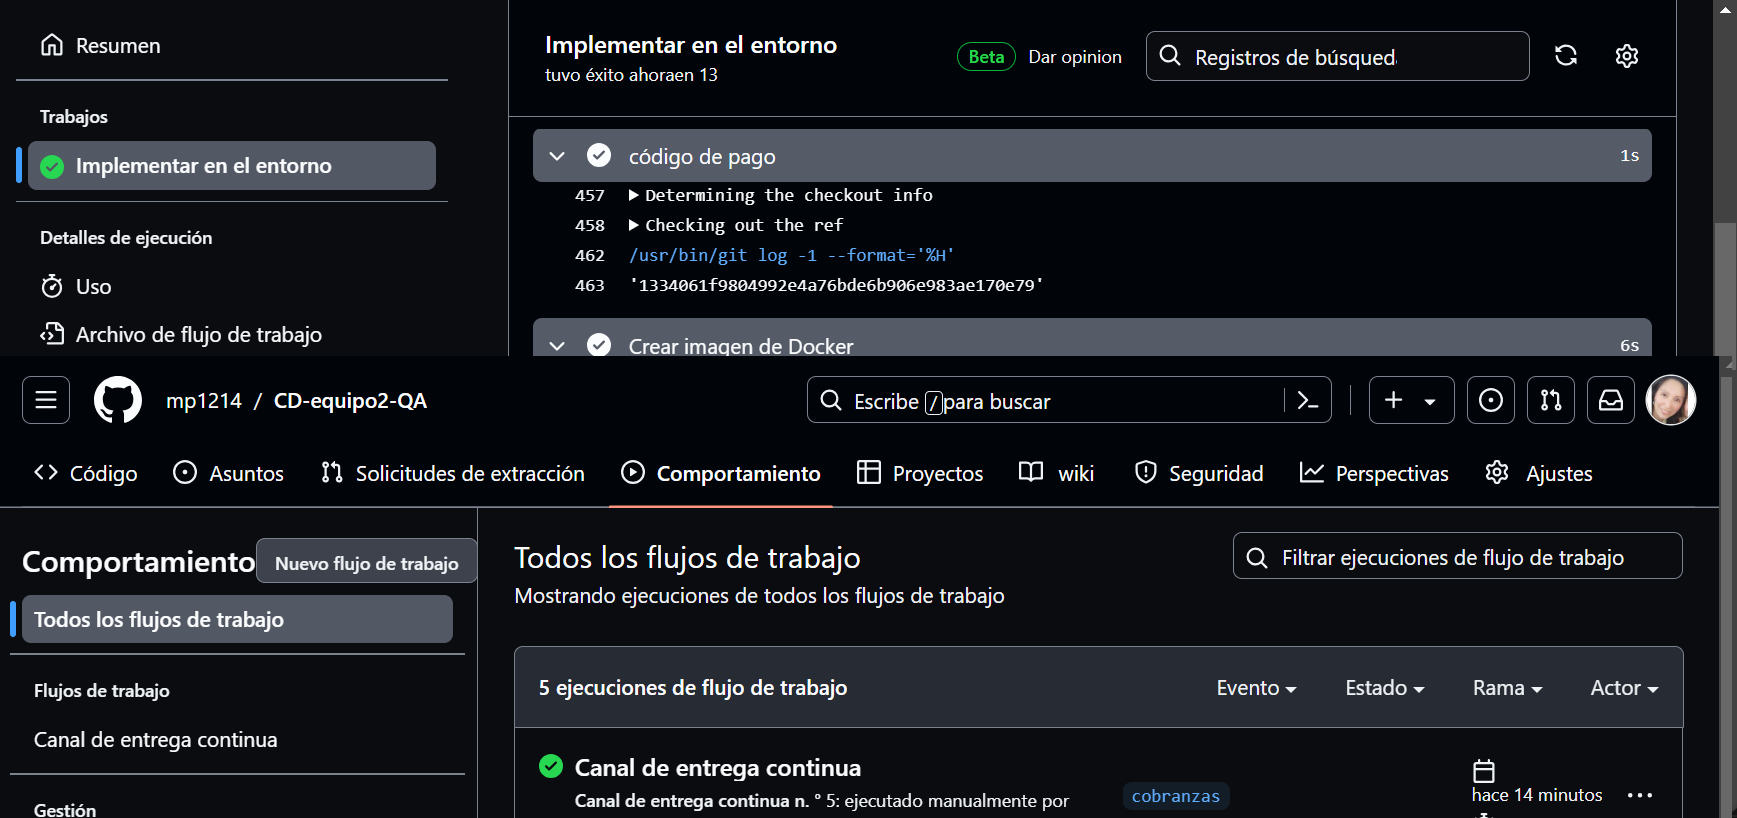 Resumen
Trabajos
Implementar en el entorno
Detalles de ejecución
Uso
Archivo de flujo de trabajo
Implementar en el entorno
tuvo éxito ahoraen 13
Beta Dar opinion
Registros de búsqued
código de pago 1s
457 Determining the checkout info
458 Checking out the ref
462 /usr/bin/git log -1 --format='%H'
463 '1334061f9804992e4a76bde6b906e983ae170e79'
Crear imagen de Docker 6s
mp1214 / CD-equipo2-QA
Escribe / para buscar
Código Asuntos Solicitudes de extracción Comportamiento Proyectos wiki Seguridad Perspectivas Ajustes
Comportamiento
Nuevo flujo de trabajo
Todos los flujos de trabajo
Flujos de trabajo
Canal de entrega continua
Gestión
Todos los flujos de trabajo
Mostrando ejecuciones de todos los flujos de trabajo
Filtrar ejecuciones de flujo de trabajo
5 ejecuciones de flujo de trabajo Evento Estado Rama Actor
Canal de entrega continua
Canal de entrega continua n. ° 5: ejecutado manualmente por
cobranzas
hace 14 minutos